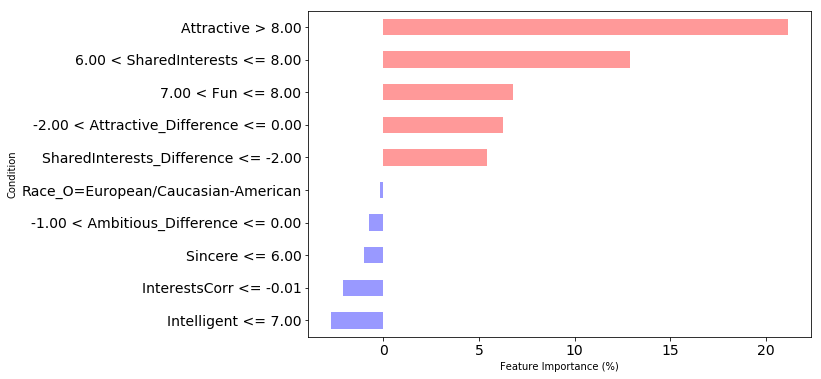 Condition
Attractive > 8.00
6.00 < SharedInterests <= 8.00
7.00 < Fun <= 8.00
-2.00 < Attractive_Difference <= 0.00
SharedInterests_Difference <= -2.00
Race_O=European/Caucasian-American
-1.00 < Ambitious_Difference <= 0.00
Sincere <= 6.00
InterestsCorr <= -0.01
Intelligent <= 7.00
0 5 10 15 20
Feature Importance (%)